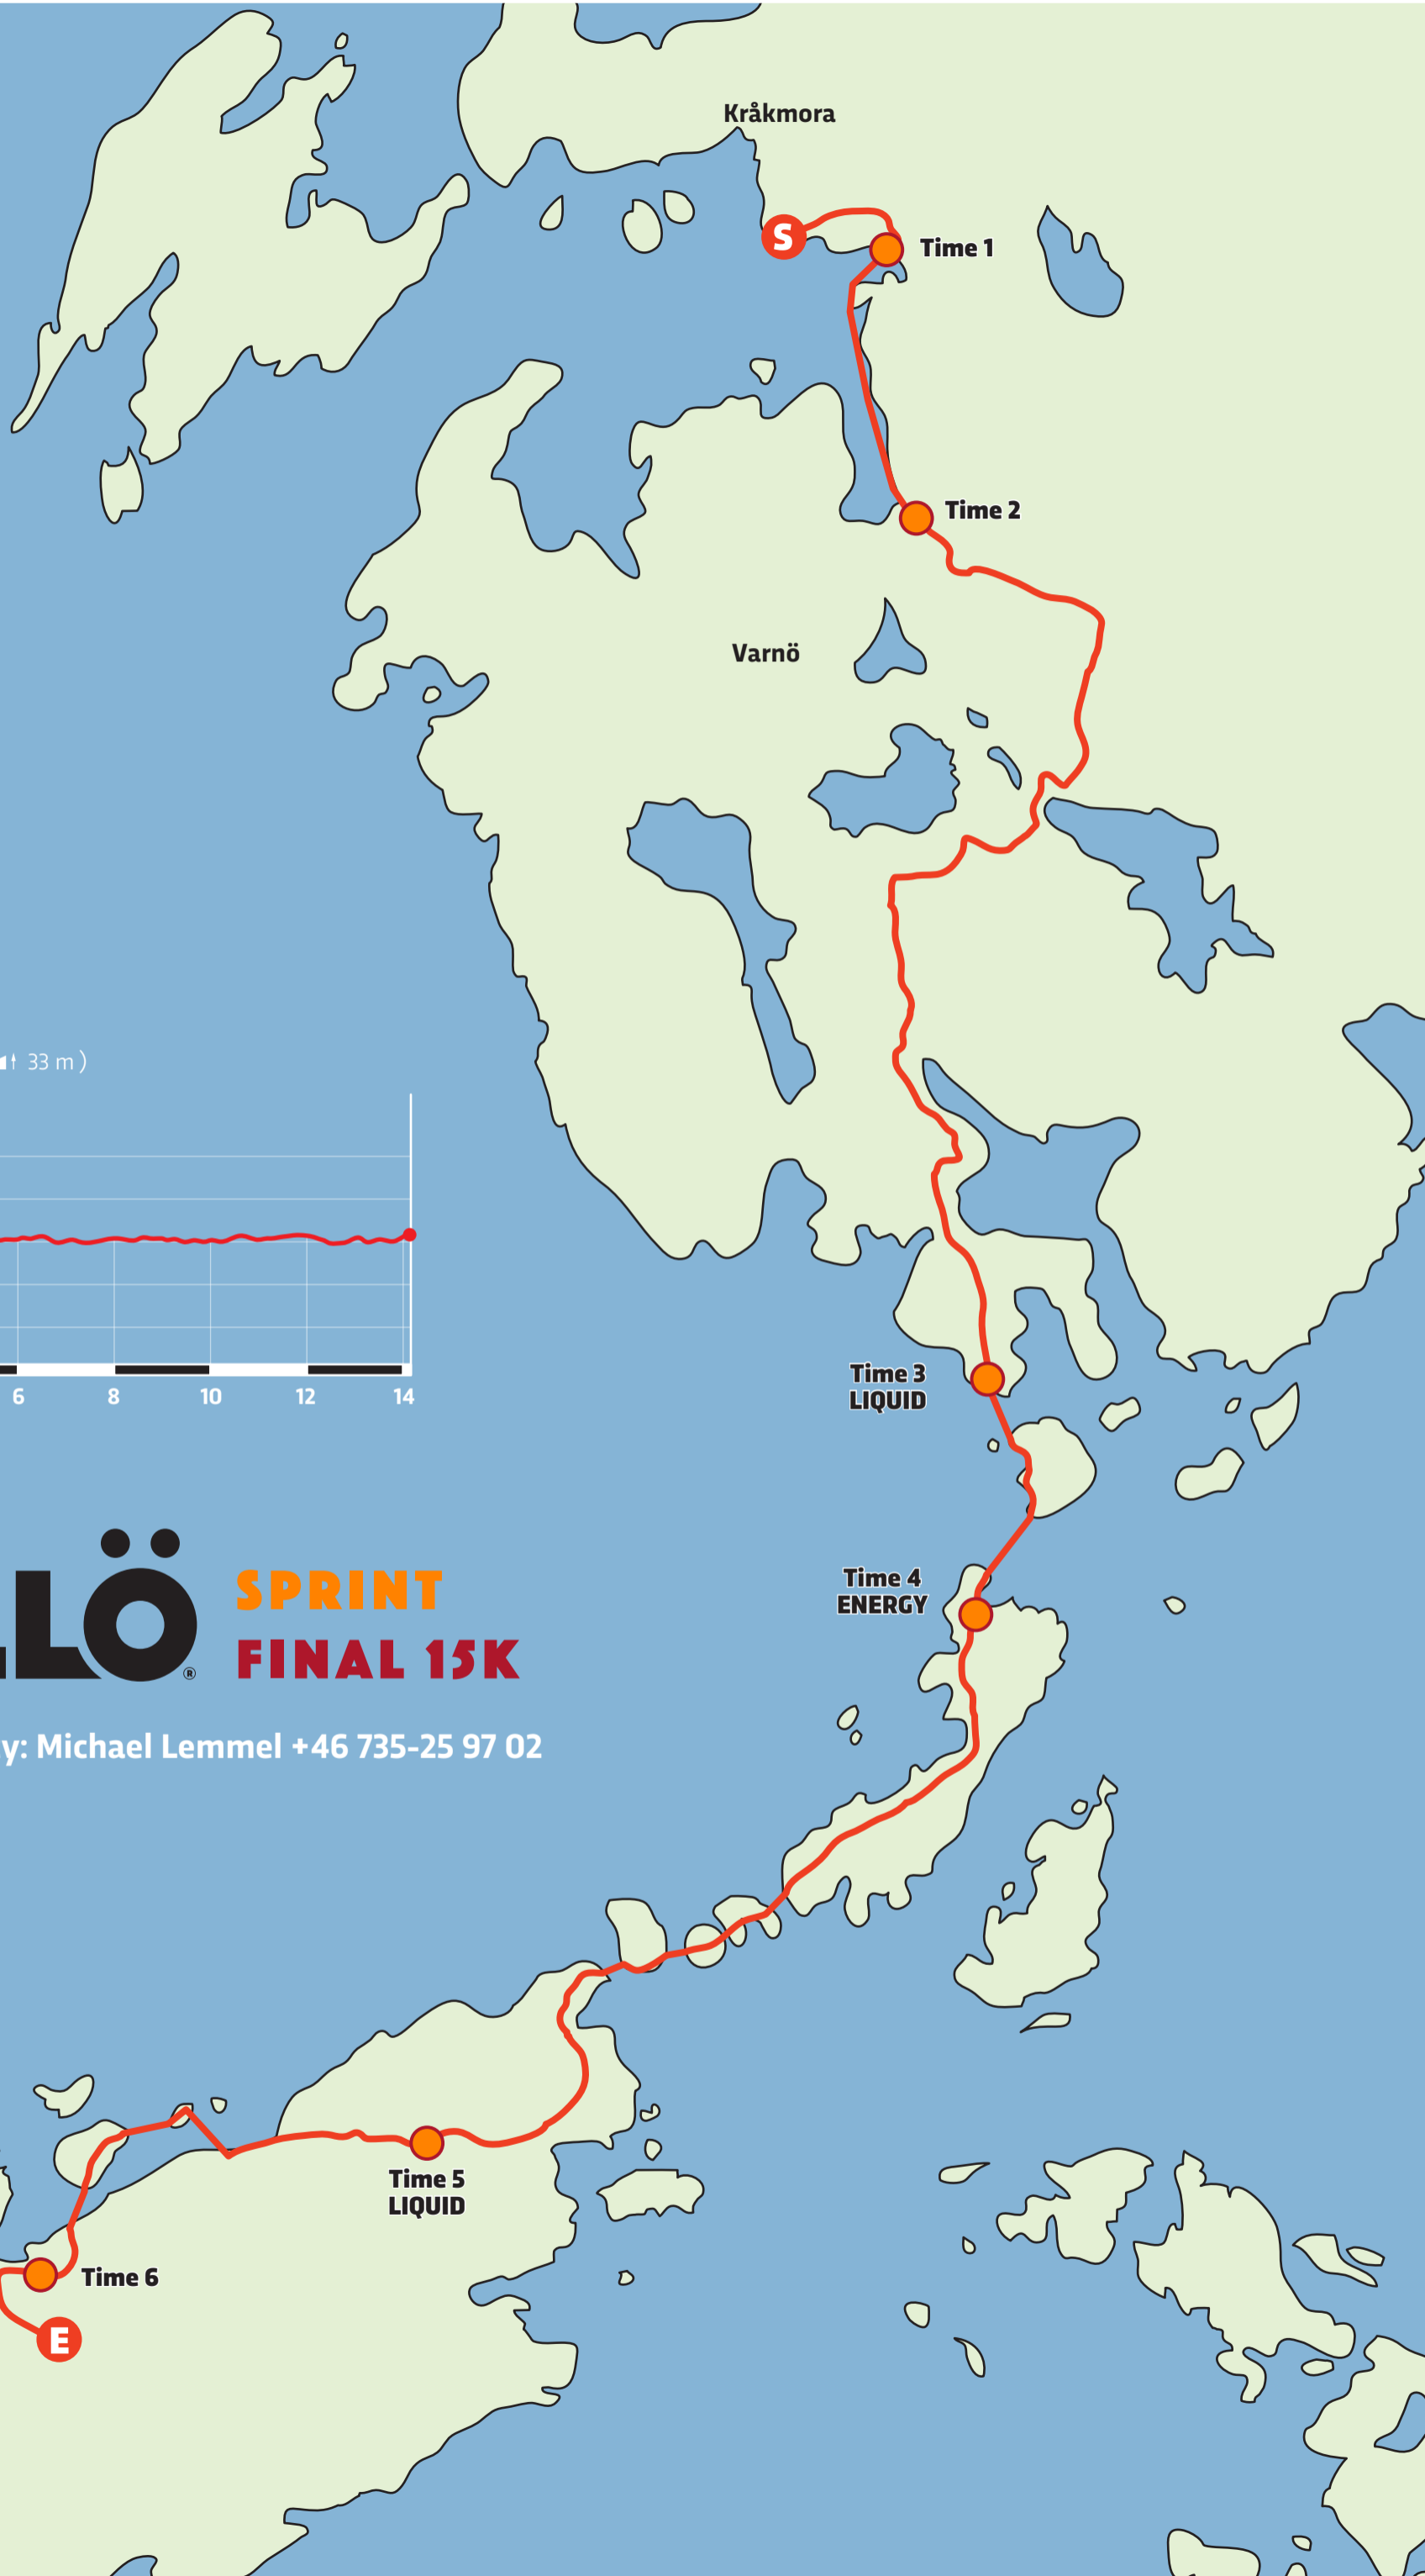 Kråkmora
S
Time 1
Time 2
Varnö
33 m )
6 8 10 12 14
Time 3
LIQUID
Time 4
ENERGY
LÖ®
SPRINT
FINAL 15K
y: Michael Lemmel +46 735-25 97 02
Time 5
LIQUID
Time 6
E